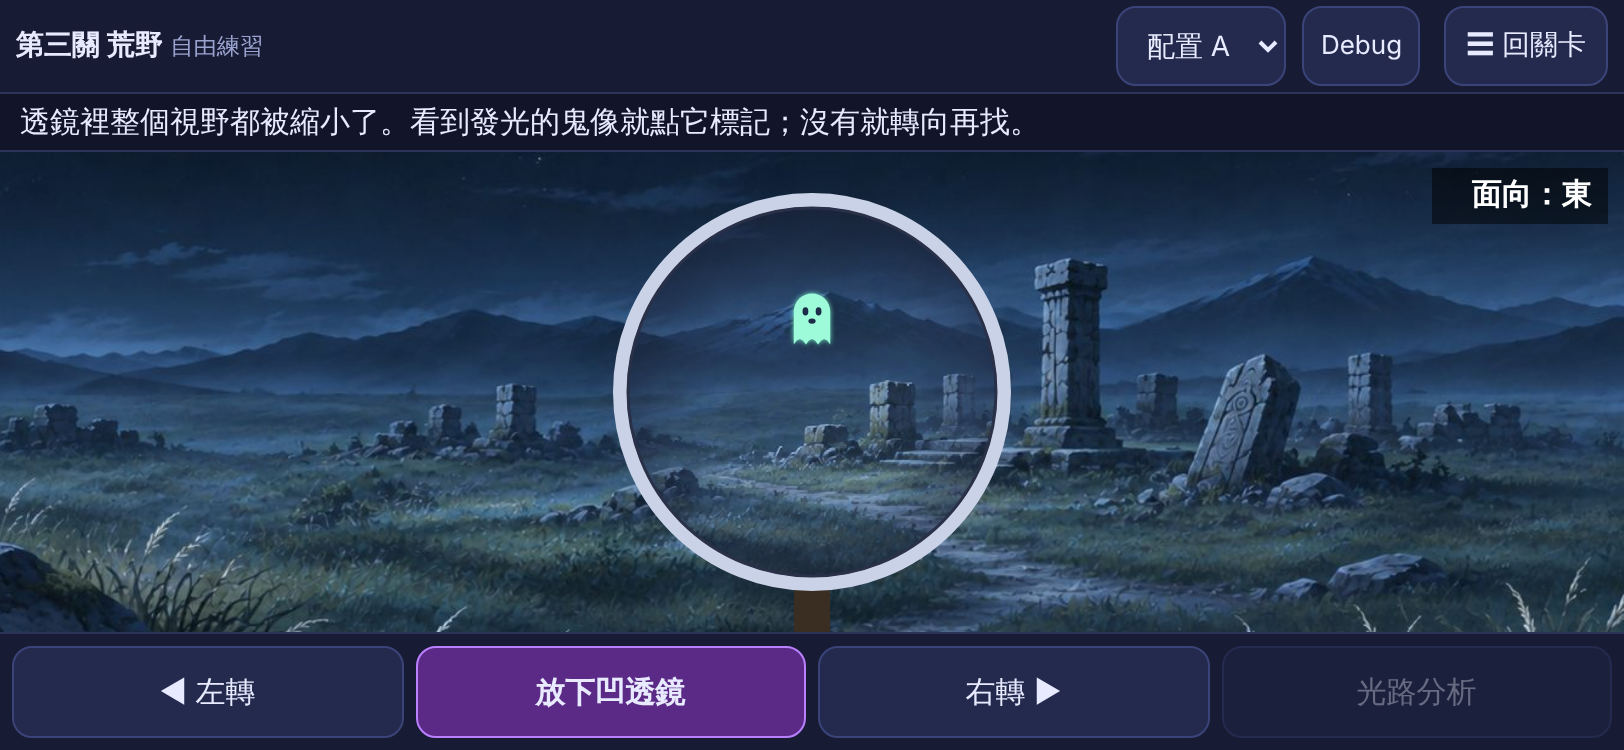 第三關 荒野 自由練習
配置 A
Debug
☰ 回關卡
透鏡裡整個視野都被縮小了。看到發光的鬼像就點它標記；沒有就轉向再找。
面向：東
◀ 左轉
放下凹透鏡
右轉 ▶
光路分析